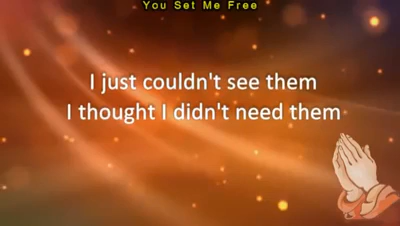 You Set Me Free
I just couldn't see them
I thought I didn't need them